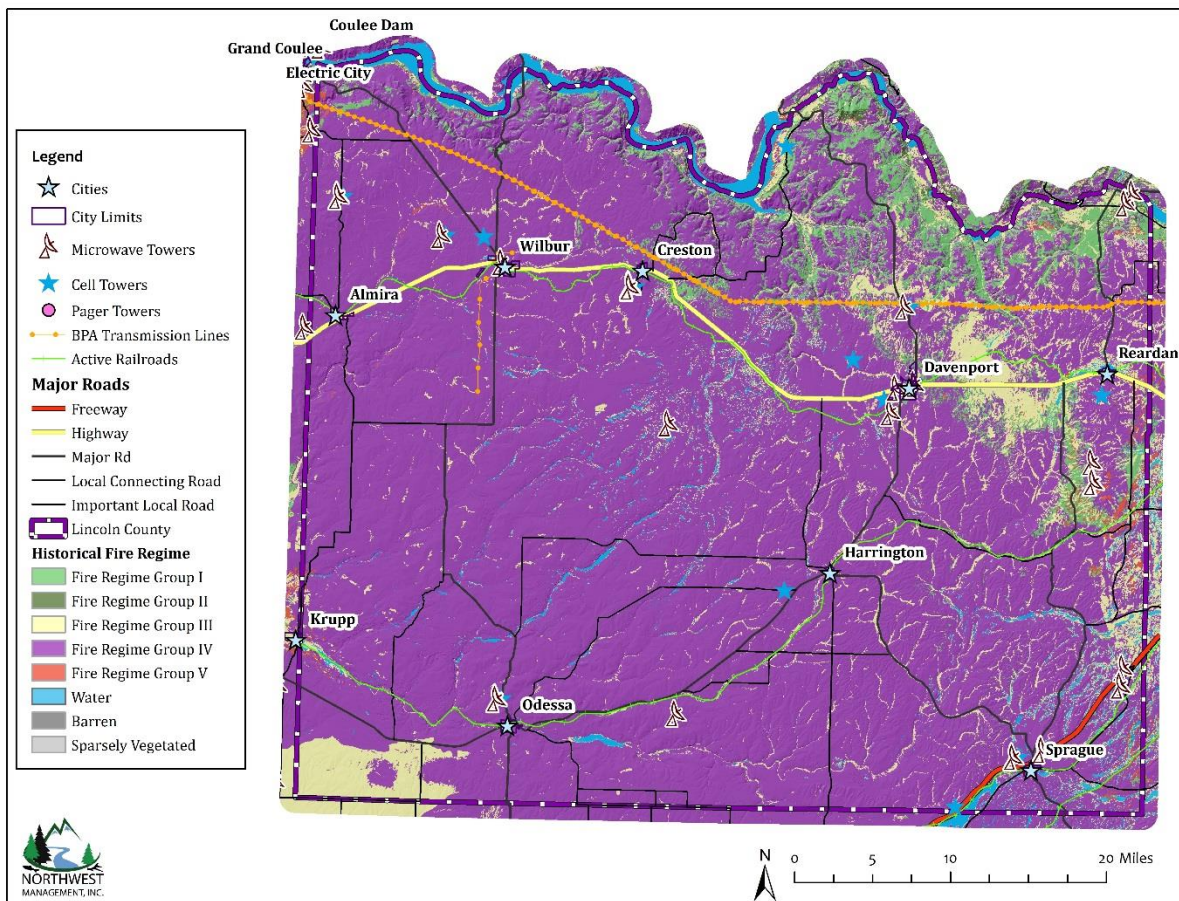 Coulee Dam
Grand Coulee
Electric City
Legend
Cities
City Limits
Microwave Towers
Cell Towers
Pager Towers
BPA Transmission Lines
Active Railroads
Major Roads
Freeway
Highway
Major Rd
Local Connecting Road
Important Local Road
Lincoln County
Historical Fire Regime
Fire Regime Group I
Fire Regime Group II
Fire Regime Group III
Fire Regime Group IV
Fire Regime Group V
Water
Barren
Sparsely Vegetated
Wilbur
Creston
Almira
Reardan
Davenport
Harrington
Krupp
Odessa
Sprague
NORTHWEST
MANAGEMENT, INC.
N
0 5 10 20 Miles